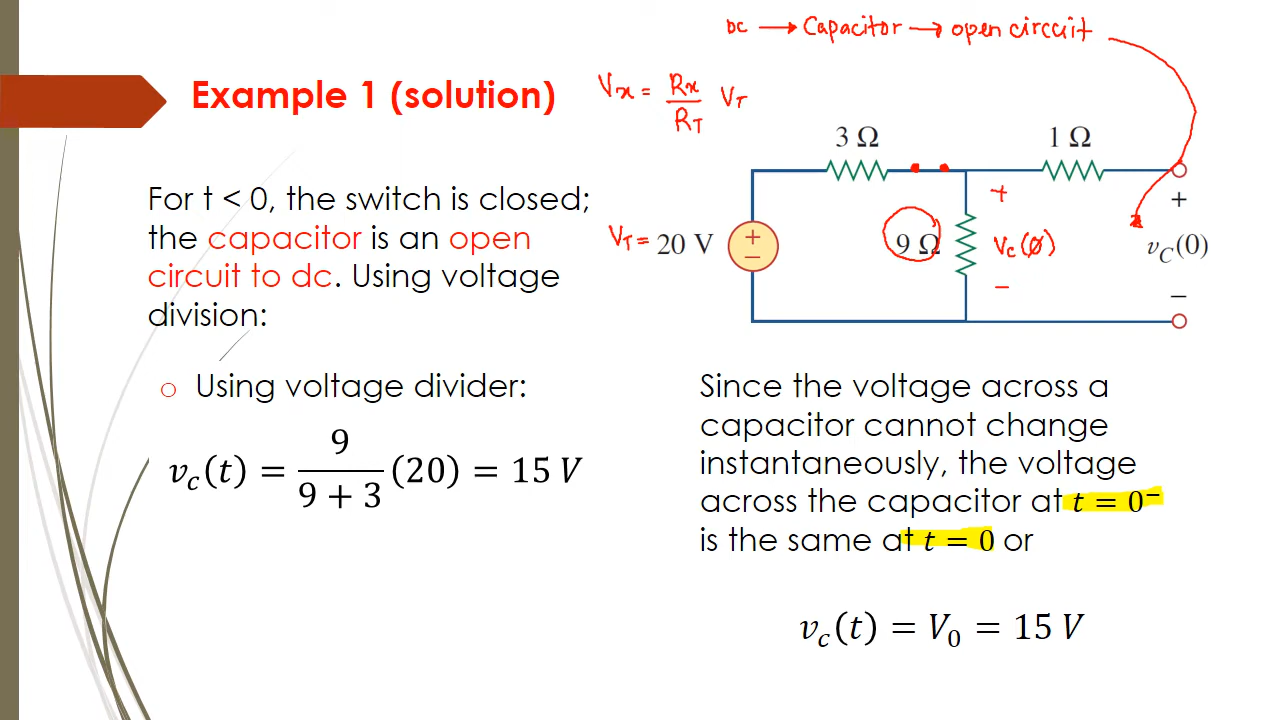 DC → Capacitor → open circuit
Example 1 (solution)
Vx = Rx/RT VT
3 Ω
1 Ω
For t < 0, the switch is closed;
the capacitor is an open
circuit to dc. Using voltage
division:
VT = 20 V
+
−
9 Ω
+
Vc(0)
−
+
vC(0)
−
Using voltage divider:
vc(t) = 9/(9 + 3) (20) = 15 V
Since the voltage across a
capacitor cannot change
instantaneously, the voltage
across the capacitor at t = 0⁻
is the same at t = 0 or
vc(t) = V0 = 15 V